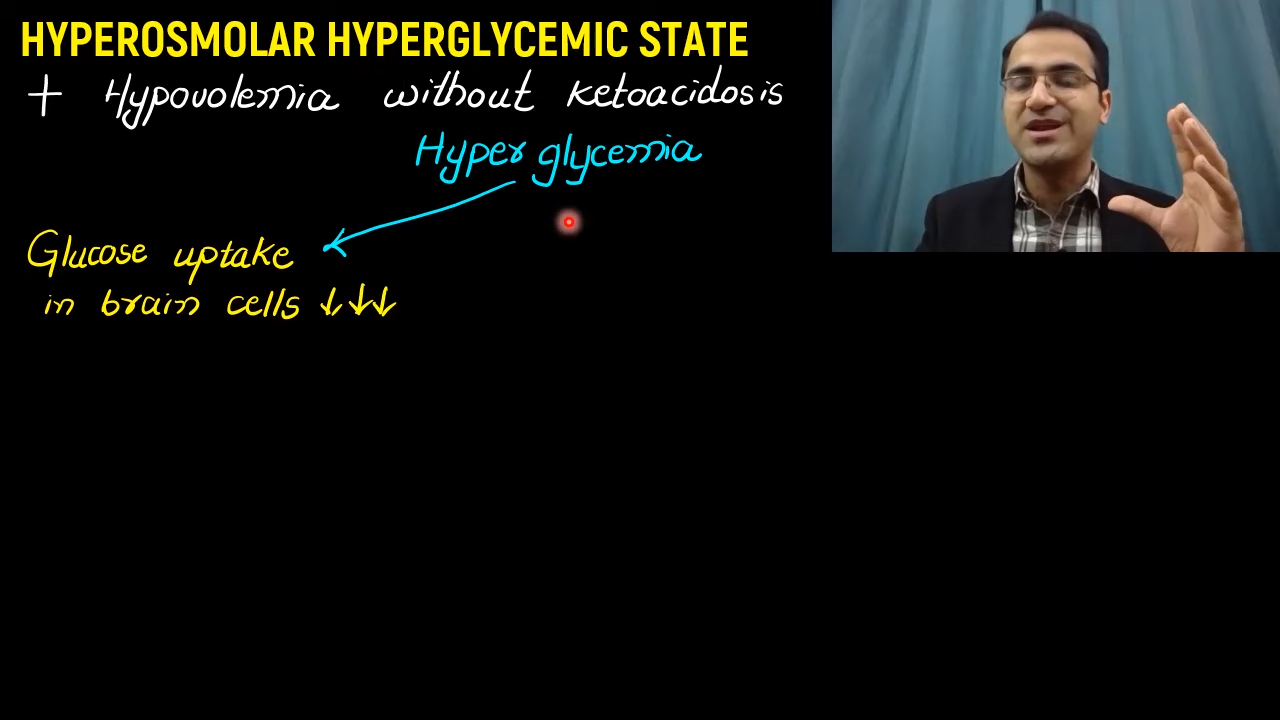 HYPEROSMOLAR HYPERGLYCEMIC STATE
+ Hypovolemia without ketoacidosis
Hyperglycemia
Glucose uptake
in brain cells ↓↓↓